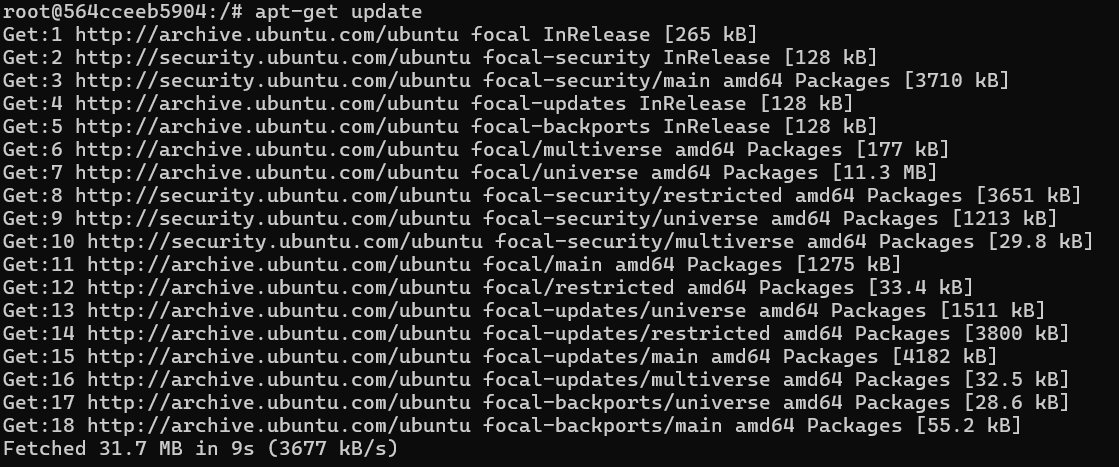 root@564cceeb5904:/# apt-get update
Get:1 http://archive.ubuntu.com/ubuntu focal InRelease [265 kB]
Get:2 http://security.ubuntu.com/ubuntu focal-security InRelease [128 kB]
Get:3 http://security.ubuntu.com/ubuntu focal-security/main amd64 Packages [3710 kB]
Get:4 http://archive.ubuntu.com/ubuntu focal-updates InRelease [128 kB]
Get:5 http://archive.ubuntu.com/ubuntu focal-backports InRelease [128 kB]
Get:6 http://archive.ubuntu.com/ubuntu focal/multiverse amd64 Packages [177 kB]
Get:7 http://archive.ubuntu.com/ubuntu focal/universe amd64 Packages [11.3 MB]
Get:8 http://security.ubuntu.com/ubuntu focal-security/restricted amd64 Packages [3651 kB]
Get:9 http://security.ubuntu.com/ubuntu focal-security/universe amd64 Packages [1213 kB]
Get:10 http://security.ubuntu.com/ubuntu focal-security/multiverse amd64 Packages [29.8 kB]
Get:11 http://archive.ubuntu.com/ubuntu focal/main amd64 Packages [1275 kB]
Get:12 http://archive.ubuntu.com/ubuntu focal/restricted amd64 Packages [33.4 kB]
Get:13 http://archive.ubuntu.com/ubuntu focal-updates/universe amd64 Packages [1511 kB]
Get:14 http://archive.ubuntu.com/ubuntu focal-updates/restricted amd64 Packages [3800 kB]
Get:15 http://archive.ubuntu.com/ubuntu focal-updates/main amd64 Packages [4182 kB]
Get:16 http://archive.ubuntu.com/ubuntu focal-updates/multiverse amd64 Packages [32.5 kB]
Get:17 http://archive.ubuntu.com/ubuntu focal-backports/universe amd64 Packages [28.6 kB]
Get:18 http://archive.ubuntu.com/ubuntu focal-backports/main amd64 Packages [55.2 kB]
Fetched 31.7 MB in 9s (3677 kB/s)